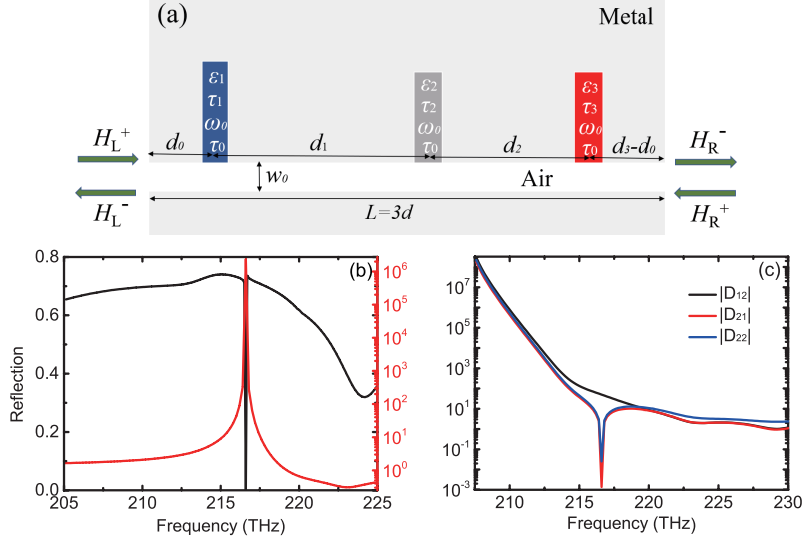 (a)
Metal
ε1 ε2 ε3
τ1 τ2 τ3
ω0 ω0 ω0
τ0 τ0 τ0
HL+ d0 d1 d2 d3-d0 HR-
w0 Air
HL- L=3d HR+
(b)
0.8
0.6
0.4
0.2
0.0
Reflection
205 210 215 220 225
Frequency (THz)
10^6
10^5
10^4
10^3
10^2
10^1
10^0
(c)
|D12|
|D21|
|D22|
10^7
10^5
10^3
10^1
10^-1
10^-3
210 215 220 225 230
Frequency (THz)